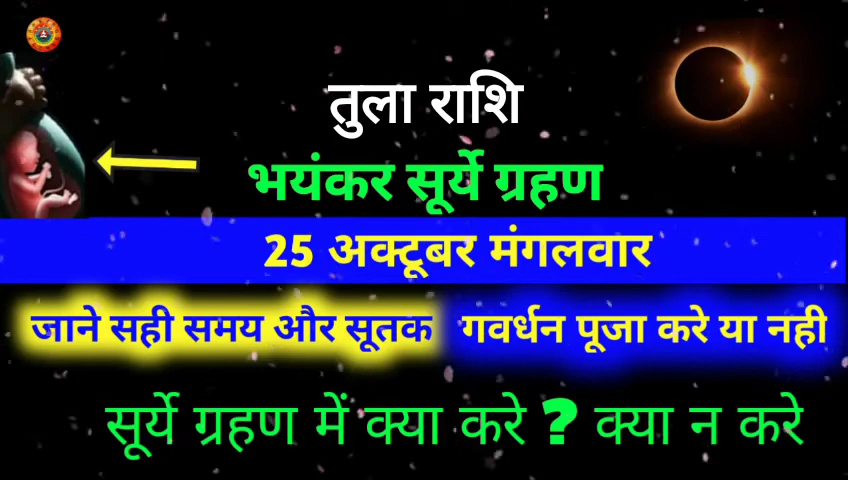 तुला राशि
भयंकर सूर्ये ग्रहण
25 अक्टूबर मंगलवार
जाने सही समय और सूतक गवर्धन पूजा करे या नही
सूर्ये ग्रहण में क्या करे ? क्या न करे